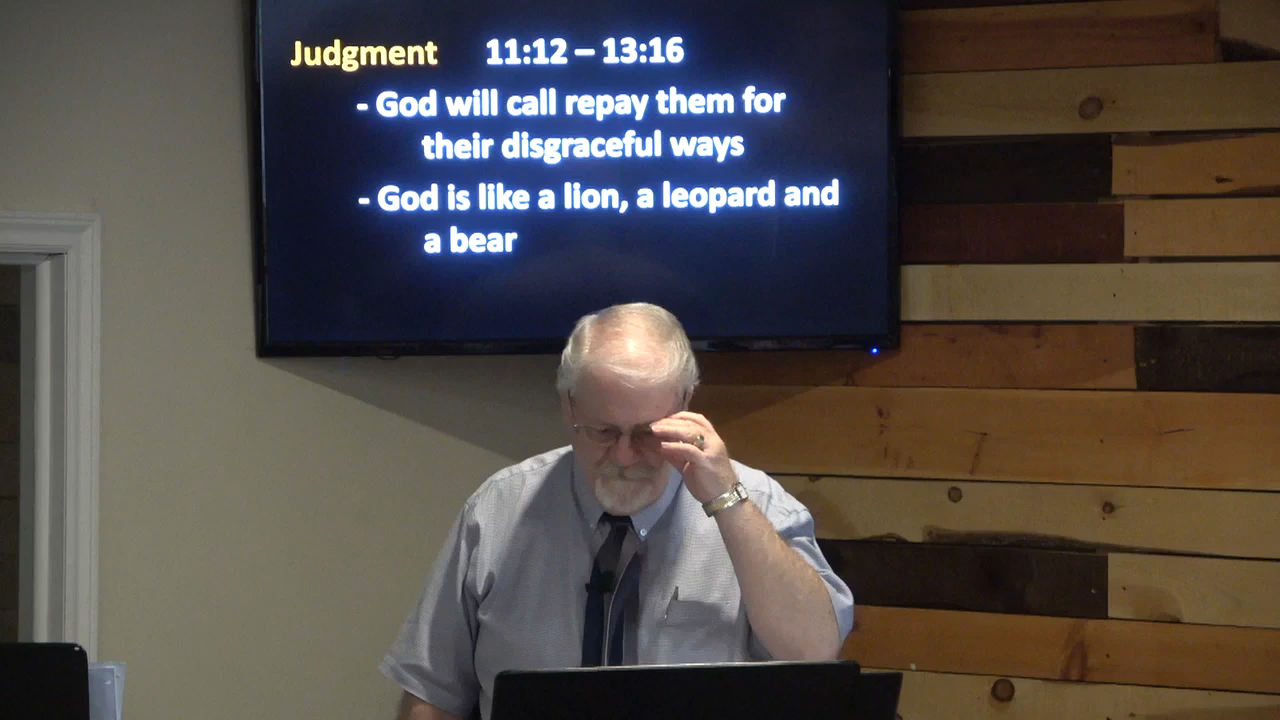 Judgment 11:12 – 13:16
- God will call repay them for
their disgraceful ways
- God is like a lion, a leopard and
a bear